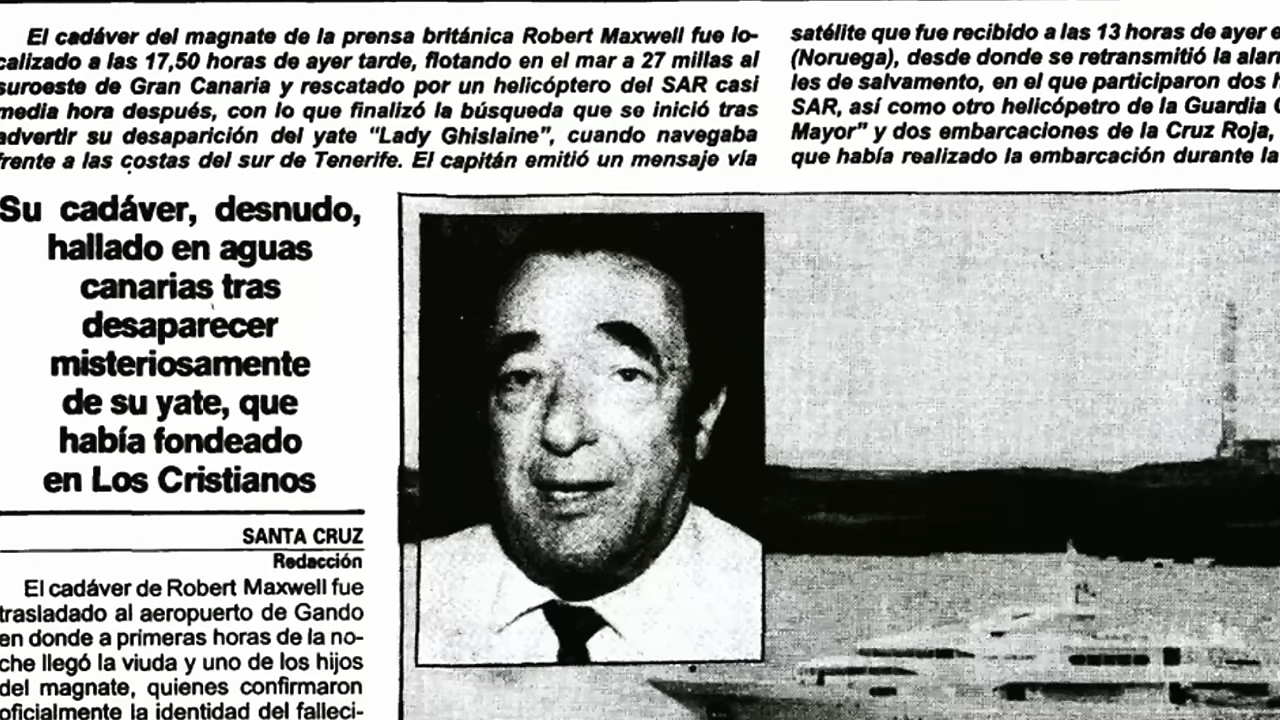 El cadáver del magnate de la prensa británica Robert Maxwell fue lo-
calizado a las 17,50 horas de ayer tarde, flotando en el mar a 27 millas al
suroeste de Gran Canaria y rescatado por un helicóptero del SAR casi
media hora después, con lo que finalizó la búsqueda que se inició tras
advertir su desaparición del yate "Lady Ghislaine", cuando navegaba
frente a las costas del sur de Tenerife. El capitán emitió un mensaje vía
satélite que fue recibido a las 13 horas de ayer e
(Noruega), desde donde se retransmitió la alar
les de salvamento, en el que participaron dos h
SAR, así como otro helicópetro de la Guardia
Mayor" y dos embarcaciones de la Cruz Roja,
que había realizado la embarcación durante la
Su cadáver, desnudo,
hallado en aguas
canarias tras
desaparecer
misteriosamente
de su yate, que
había fondeado
en Los Cristianos
SANTA CRUZ
Redacción
El cadáver de Robert Maxwell fue
trasladado al aeropuerto de Gando
en donde a primeras horas de la no-
che llegó la viuda y uno de los hijos
del magnate, quienes confirmaron
oficialmente la identidad del falleci-